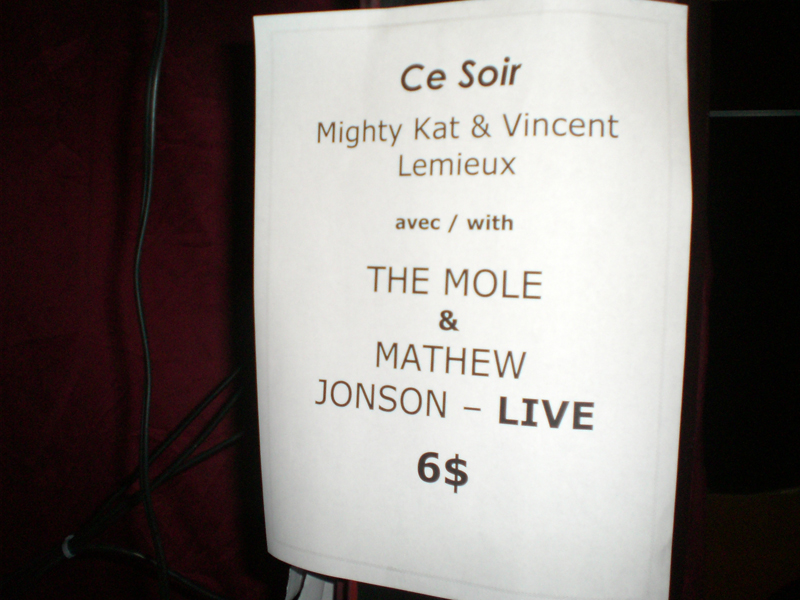 Ce Soir
Mighty Kat & Vincent
Lemieux
avec / with
THE MOLE
&
MATHEW
JONSON – LIVE
6$